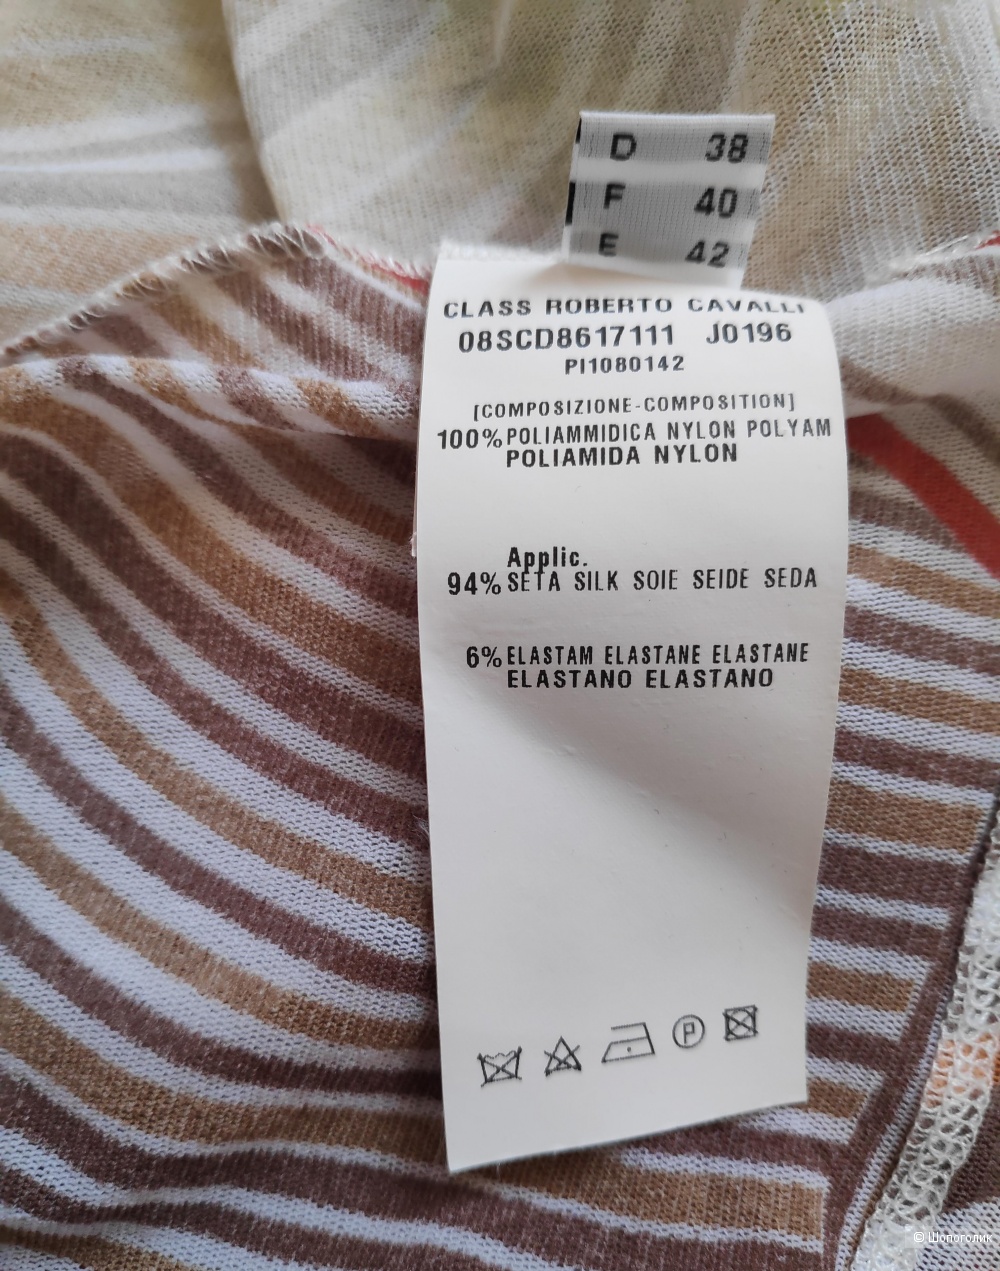 D 38
F 40
E 42
CLASS ROBERTO CAVALLI
08SCD8617111 J0196
PI1080142
[COMPOSIZIONE-COMPOSITION]
100% POLIAMMIDICA NYLON POLYAM
POLIAMIDA NYLON
Applic.
94% SETA SILK SOIE SEIDE SEDA
6% ELASTAM ELASTANE ELASTANE
ELASTANO ELASTANO
P
© Шопоголик